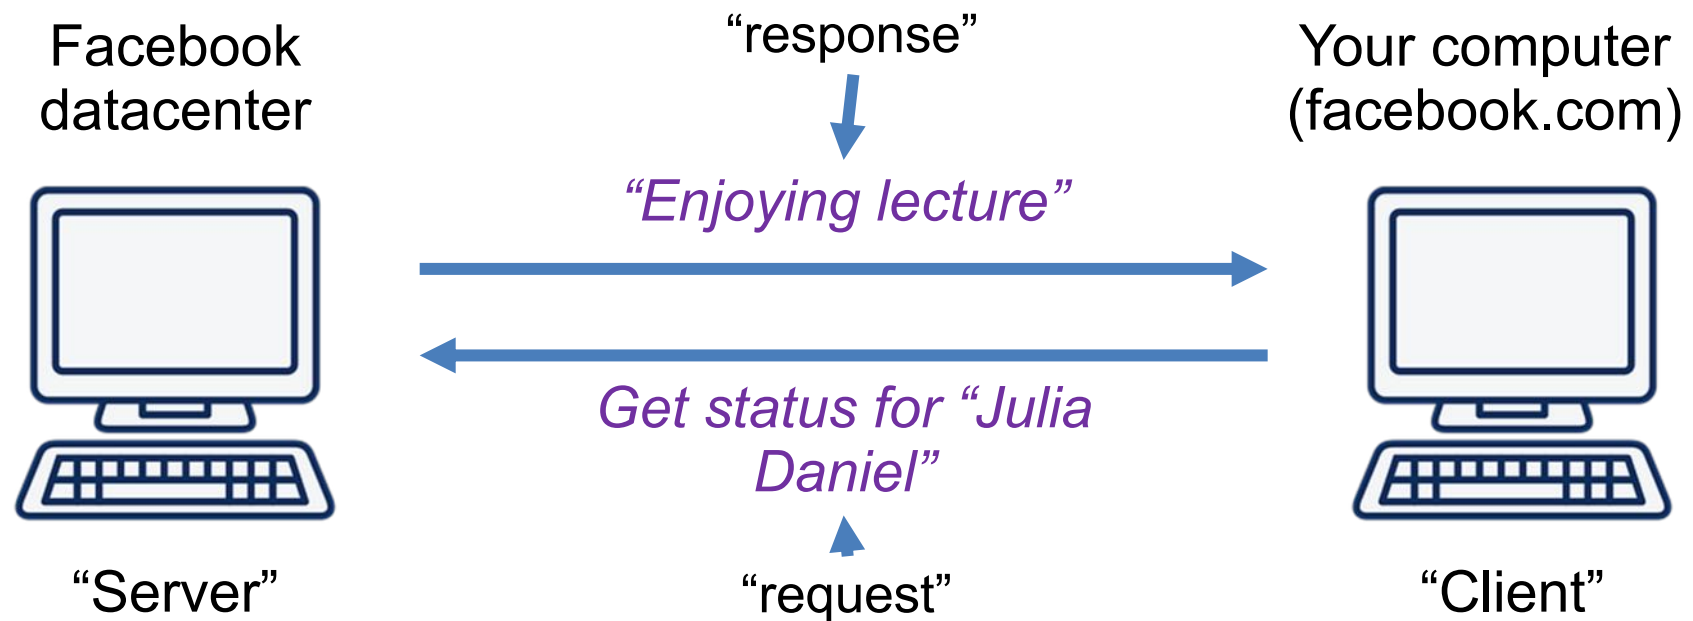 Facebook
datacenter
“response”
Your computer
(facebook.com)
“Enjoying lecture”
Get status for “Julia
Daniel”
“Server”
“request”
“Client”